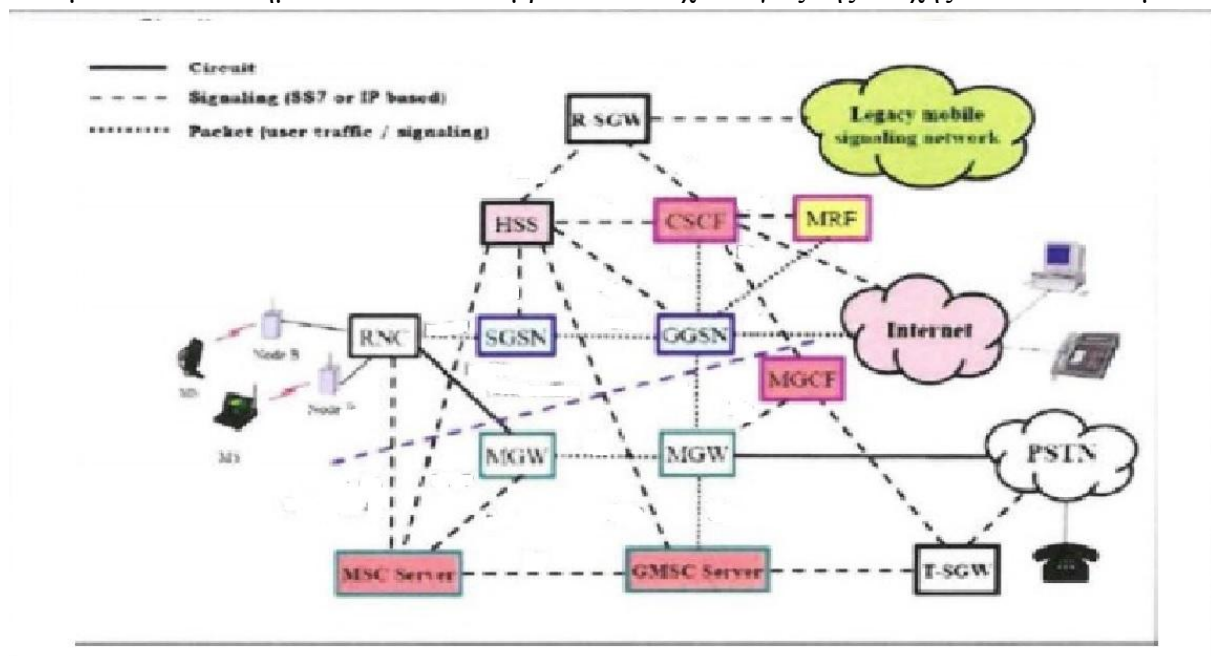 Circuit
Signaling (SS7 or IP based)
Packet (user traffic / signaling)
R-SGW
Legacy mobile
signaling network
HSS
CSCF
MRF
RNC
SGSN
GGSN
Internet
Node B
MS
MGCF
MGW
MGW
PSTN
MSC Server
GMSC Server
T-SGW